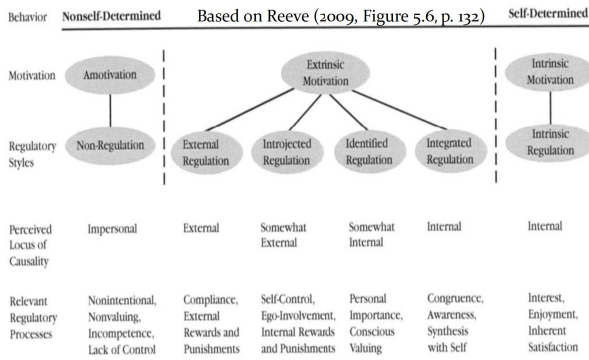 Behavior Nonself-Determined Based on Reeve (2009, Figure 5.6, p. 132) Self-Determined
Motivation Amotivation Extrinsic Motivation Intrinsic Motivation
Regulatory Styles Non-Regulation External Regulation Introjected Regulation Identified Regulation Integrated Regulation Intrinsic Regulation
Perceived Impersonal External Somewhat Somewhat Internal Internal
Locus of External Internal
Causality
Relevant Nonintentional, Compliance, Self-Control, Personal Congruence, Interest,
Regulatory Nonvaluing, External Ego-Involvement, Importance, Awareness, Enjoyment,
Processes Incompetence, Rewards and Internal Rewards Conscious Synthesis Inherent
Lack of Control Punishments and Punishments Valuing with Self Satisfaction